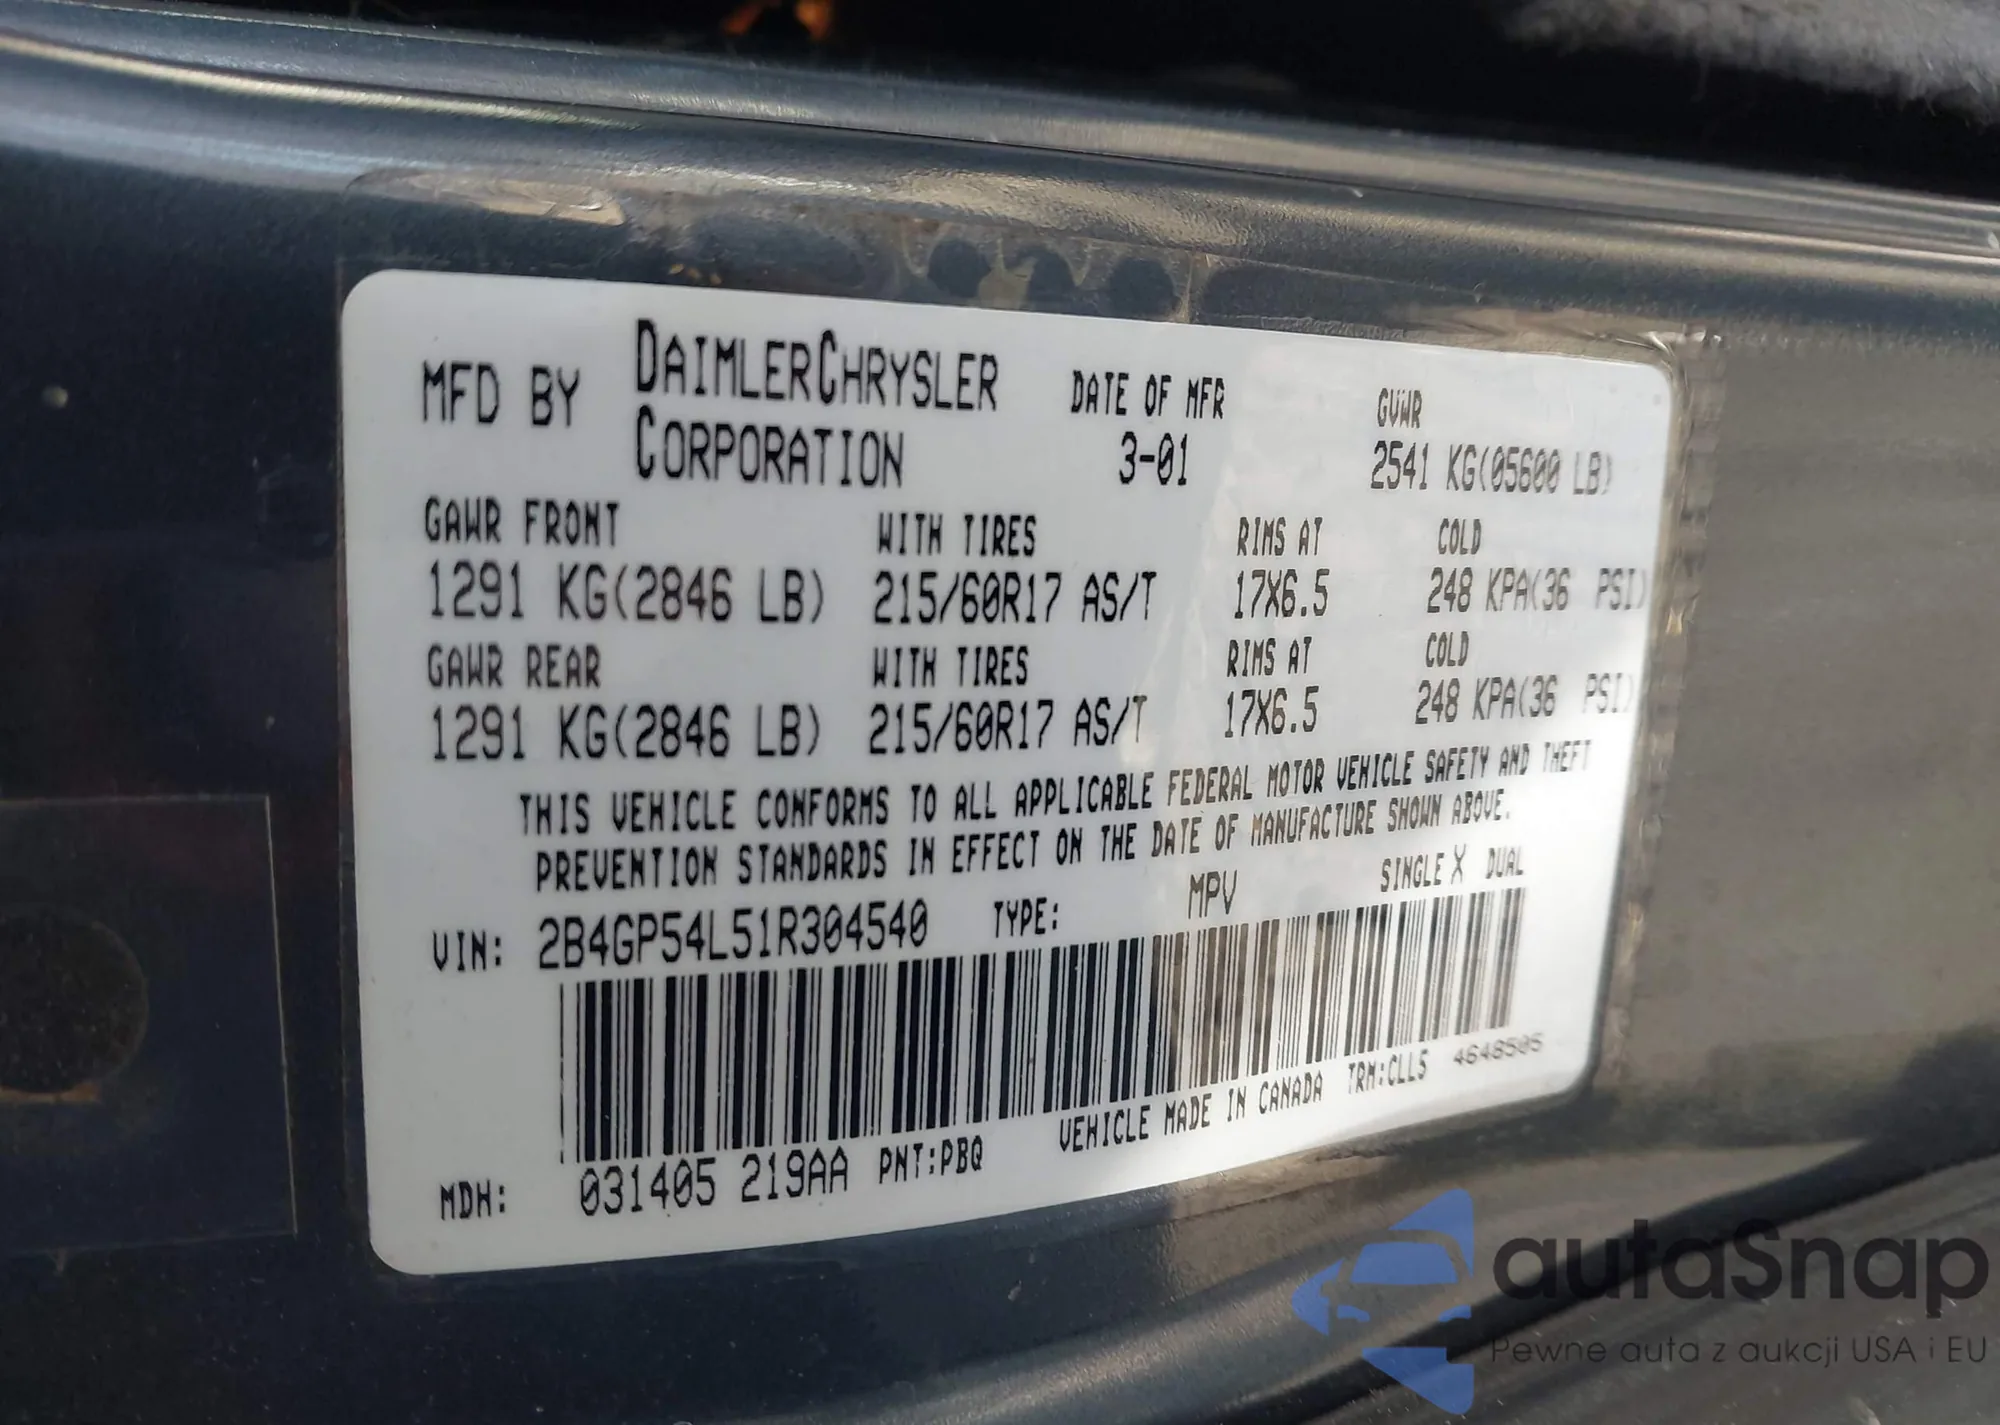 MFD BY DAIMLERCHRYSLER CORPORATION DATE OF MFR 3-01 GVWR 2541 KG(05600 LB)
GAWR FRONT WITH TIRES RIMS AT COLD
1291 KG(2846 LB) 215/60R17 AS/T 17X6.5 248 KPA(36 PSI)
GAWR REAR WITH TIRES RIMS AT COLD
1291 KG(2846 LB) 215/60R17 AS/T 17X6.5 248 KPA(36 PSI)
THIS VEHICLE CONFORMS TO ALL APPLICABLE FEDERAL MOTOR VEHICLE SAFETY AND THEFT
PREVENTION STANDARDS IN EFFECT ON THE DATE OF MANUFACTURE SHOWN ABOVE.
VIN: 2B4GP54L51R304540 TYPE: MPV SINGLE X DUAL
MDH: 031405 219AA PNT:PBQ VEHICLE MADE IN CANADA TRM:CLL5 4648505
autaSnap
Pewne auta z aukcji USA i EU